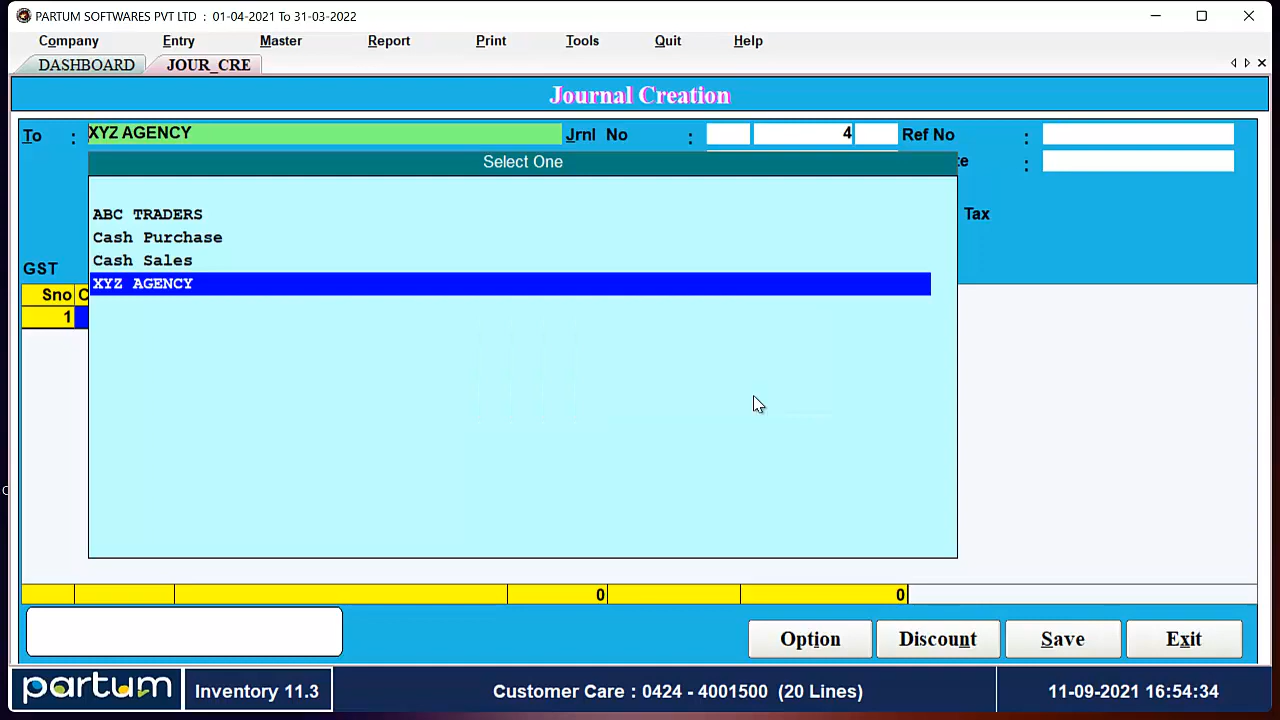 PARTUM SOFTWARES PVT LTD : 01-04-2021 To 31-03-2022
Company Entry Master Report Print Tools Quit Help
DASHBOARD JOUR_CRE
Journal Creation
To : XYZ AGENCY Jrnl No : 4 Ref No :
Select One
:
ABC TRADERS
Tax
Cash Purchase
Cash Sales
GST
XYZ AGENCY
Sno
1
0 0
Option Discount Save Exit
partum Inventory 11.3 Customer Care : 0424 - 4001500 (20 Lines) 11-09-2021 16:54:34